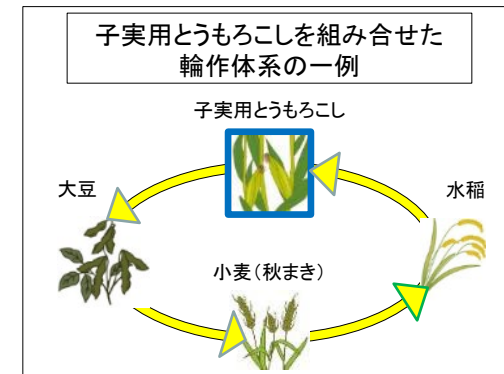 子実用とうもろこしを組み合せた
輪作体系の一例
子実用とうもろこし
大豆
水稲
小麦(秋まき)